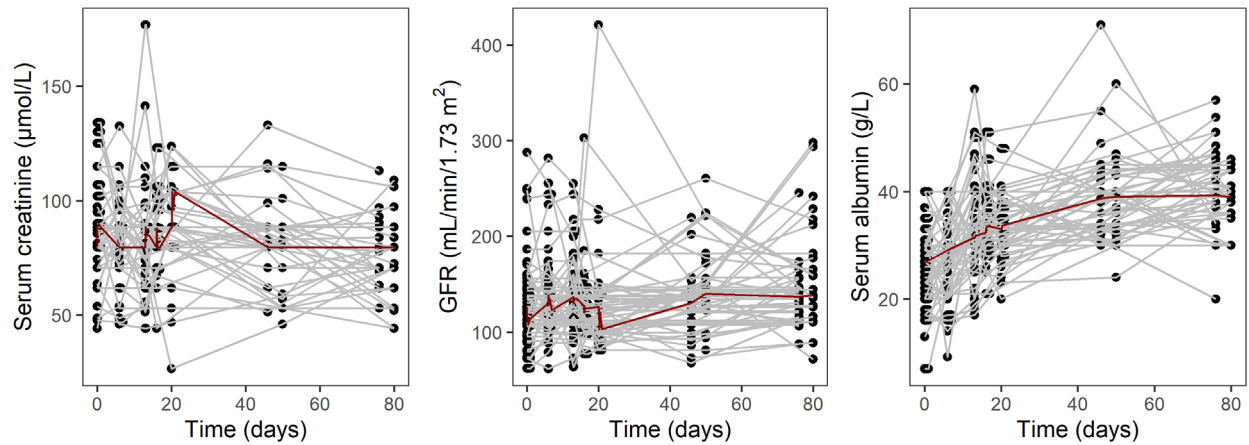 Serum creatinine (µmol/L)
150
100
50
0 20 40 60 80
Time (days)
GFR (mL/min/1.73 m²)
400
300
200
100
0 20 40 60 80
Time (days)
Serum albumin (g/L)
60
40
20
0 20 40 60 80
Time (days)